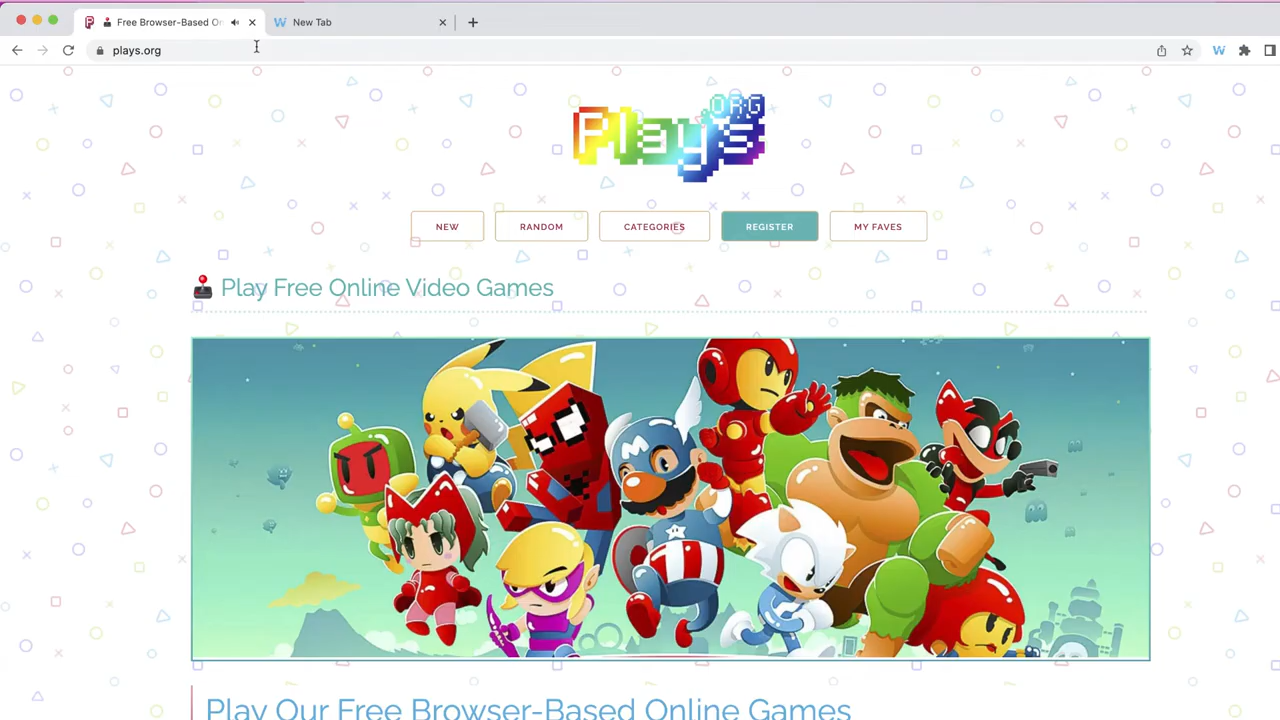 Free Browser-Based On
New Tab
plays.org
Plays
.ORG
NEW
RANDOM
CATEGORIES
REGISTER
MY FAVES
Play Free Online Video Games
Play Our Free Browser-Based Online Games